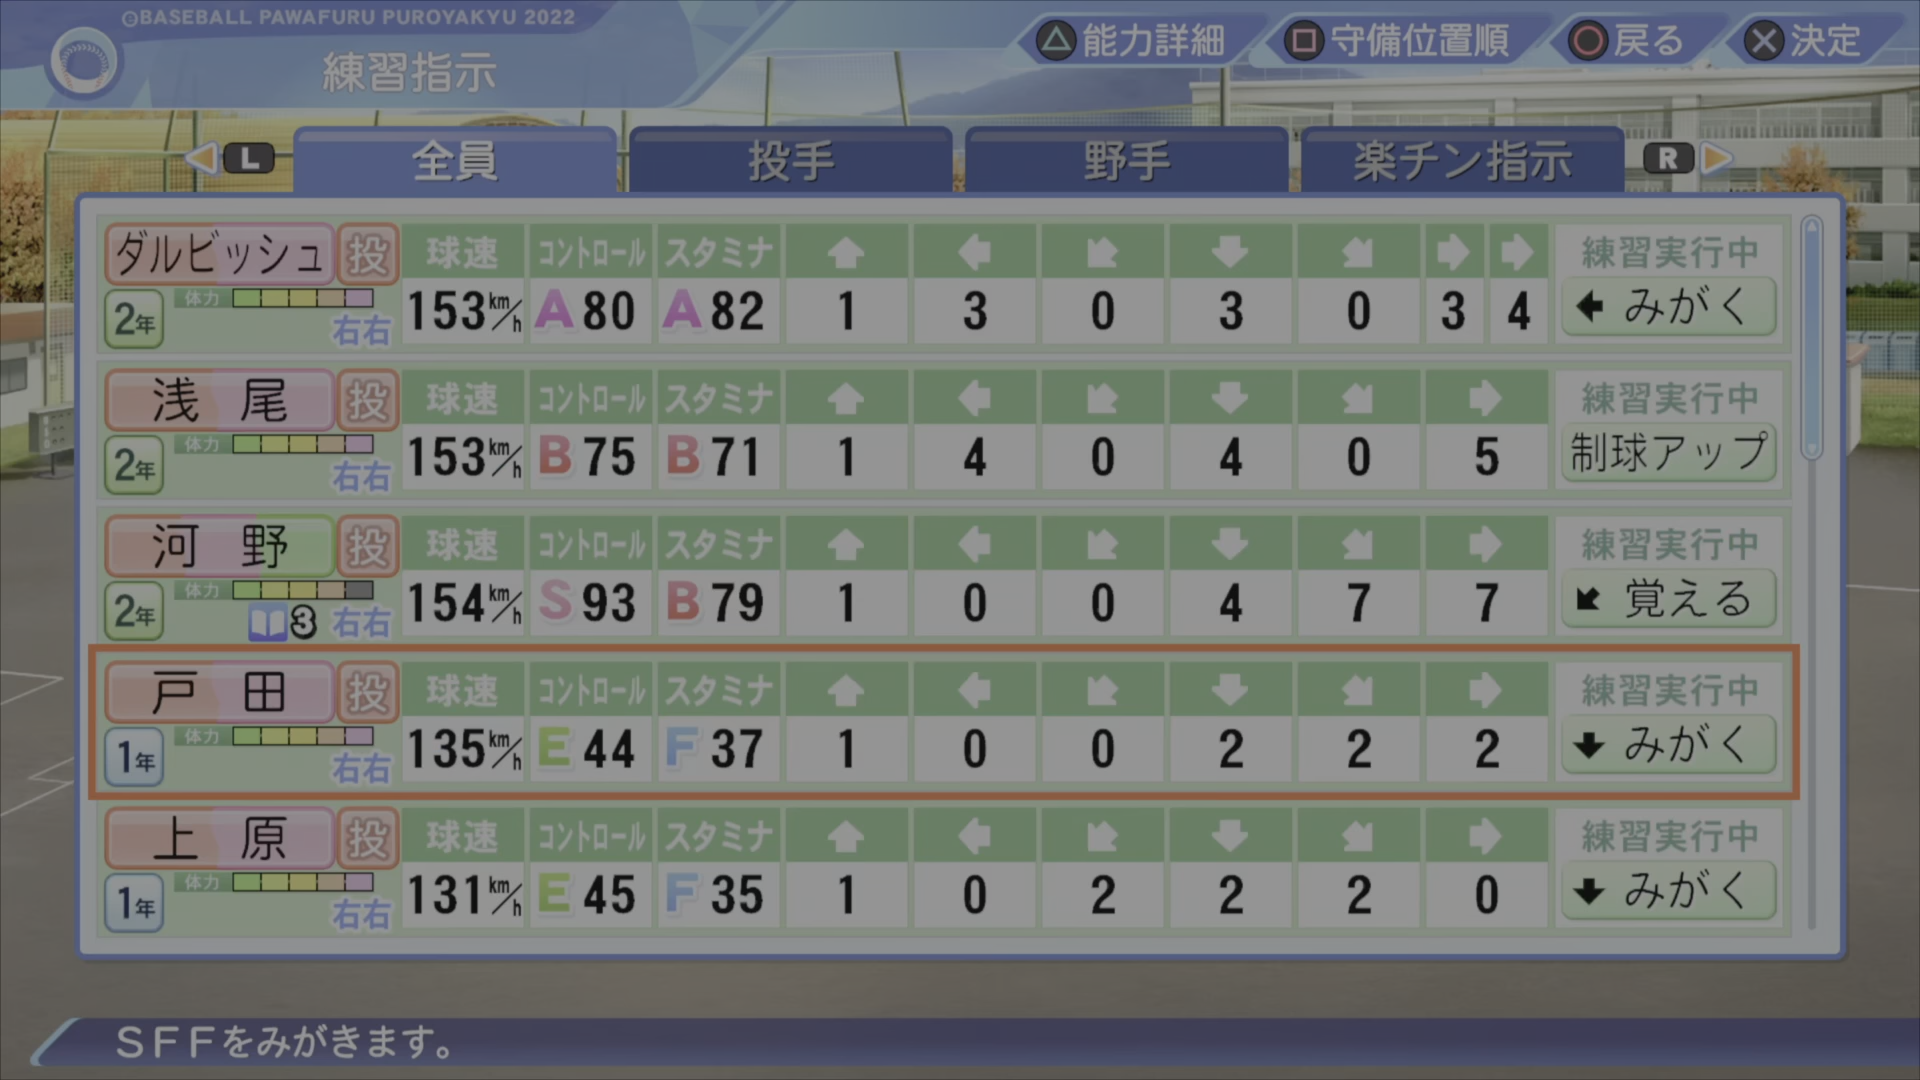 eBASEBALL PAWAFURU PUROYAKYU 2022
練習指示
△能力詳細 □守備位置順 ○戻る ×決定
L 全員 投手 野手 楽チン指示 R
ダルビッシュ 投 球速 コントロール スタミナ ↑ ← ↙ ↓ ↘ → → 練習実行中
2年 体力 右右 153km/h A80 A82 1 3 0 3 0 3 4 ←みがく
浅尾 投 球速 コントロール スタミナ ↑ ← ↙ ↓ ↘ → 練習実行中
2年 体力 右右 153km/h B75 B71 1 4 0 4 0 5 制球アップ
河野 投 球速 コントロール スタミナ ↑ ← ↙ ↓ ↘ → 練習実行中
2年 体力 3 右右 154km/h S93 B79 1 0 0 4 7 7 ↙覚える
戸田 投 球速 コントロール スタミナ ↑ ← ↙ ↓ ↘ → 練習実行中
1年 体力 右右 135km/h E44 F37 1 0 0 2 2 2 ↓みがく
上原 投 球速 コントロール スタミナ ↑ ← ↙ ↓ ↘ → 練習実行中
1年 体力 右右 131km/h E45 F35 1 0 2 2 2 0 ↓みがく
SFFをみがきます。